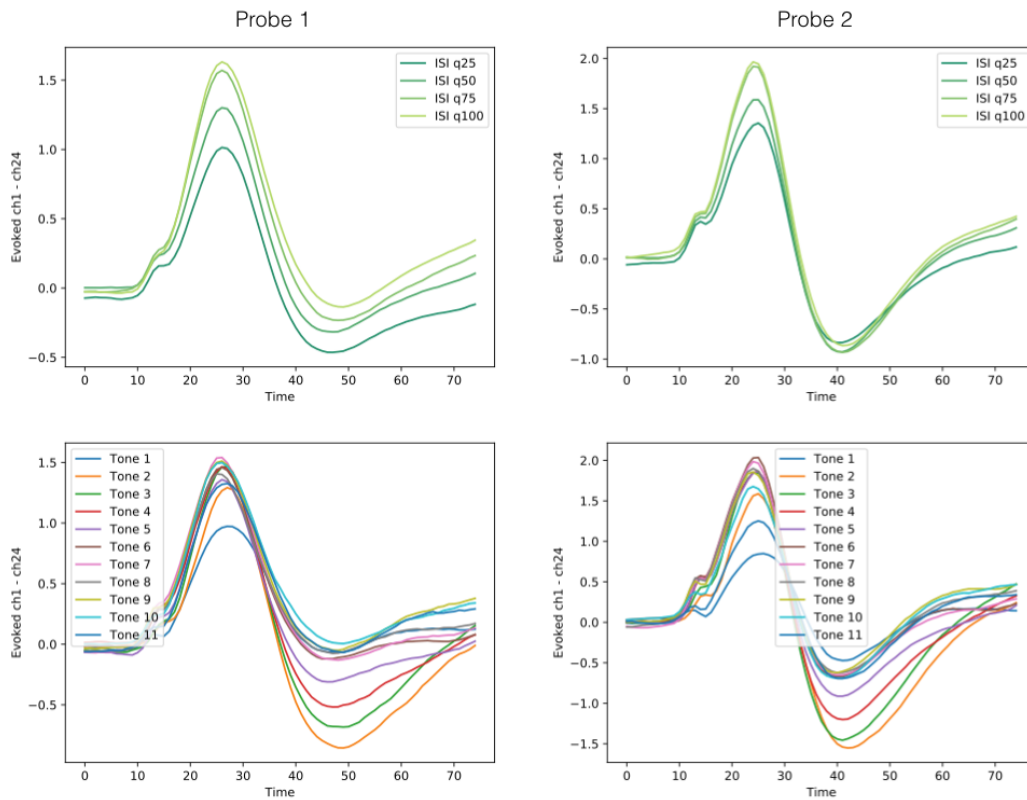 Probe 1
Probe 2
Evoked ch1 - ch24
1.5
1.0
0.5
0.0
−0.5
ISI q25
ISI q50
ISI q75
ISI q100
0 10 20 30 40 50 60 70
Time
Evoked ch1 - ch24
2.0
1.5
1.0
0.5
0.0
−0.5
−1.0
ISI q25
ISI q50
ISI q75
ISI q100
0 10 20 30 40 50 60 70
Time
Evoked ch1 - ch24
1.5
1.0
0.5
0.0
−0.5
Tone 1
Tone 2
Tone 3
Tone 4
Tone 5
Tone 6
Tone 7
Tone 8
Tone 9
Tone 10
Tone 11
0 10 20 30 40 50 60 70
Time
Evoked ch1 - ch24
2.0
1.5
1.0
0.5
0.0
−0.5
−1.0
−1.5
Tone 1
Tone 2
Tone 3
Tone 4
Tone 5
Tone 6
Tone 7
Tone 8
Tone 9
Tone 10
Tone 11
0 10 20 30 40 50 60 70
Time